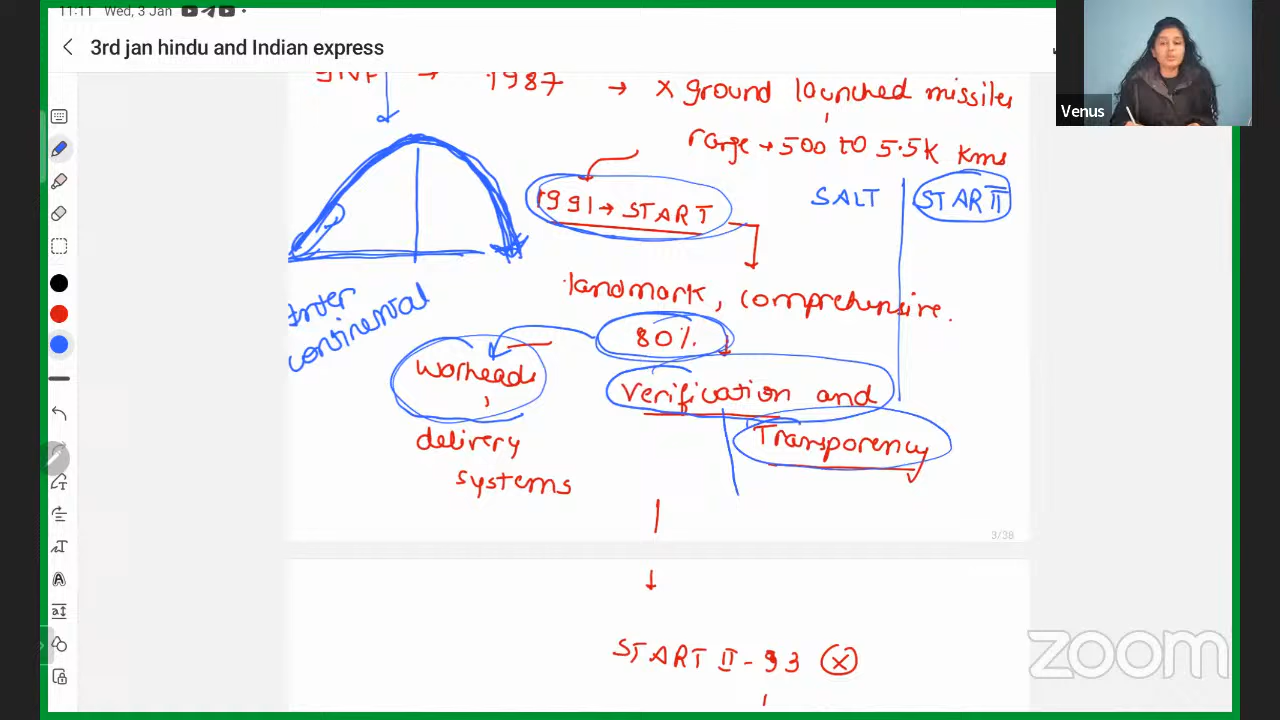 11:11 Wed, 3 Jan
3rd jan hindu and Indian express
Venus
→ 1987 → x ground launched missiles
range → 500 to 5.5K Kms
SALT START II
1991 → START
landmark, comprehensive.
80%
Warheads,
Verification and
Transparency
delivery
systems
Inter
continental
3/38
START II - 93 x
zoom